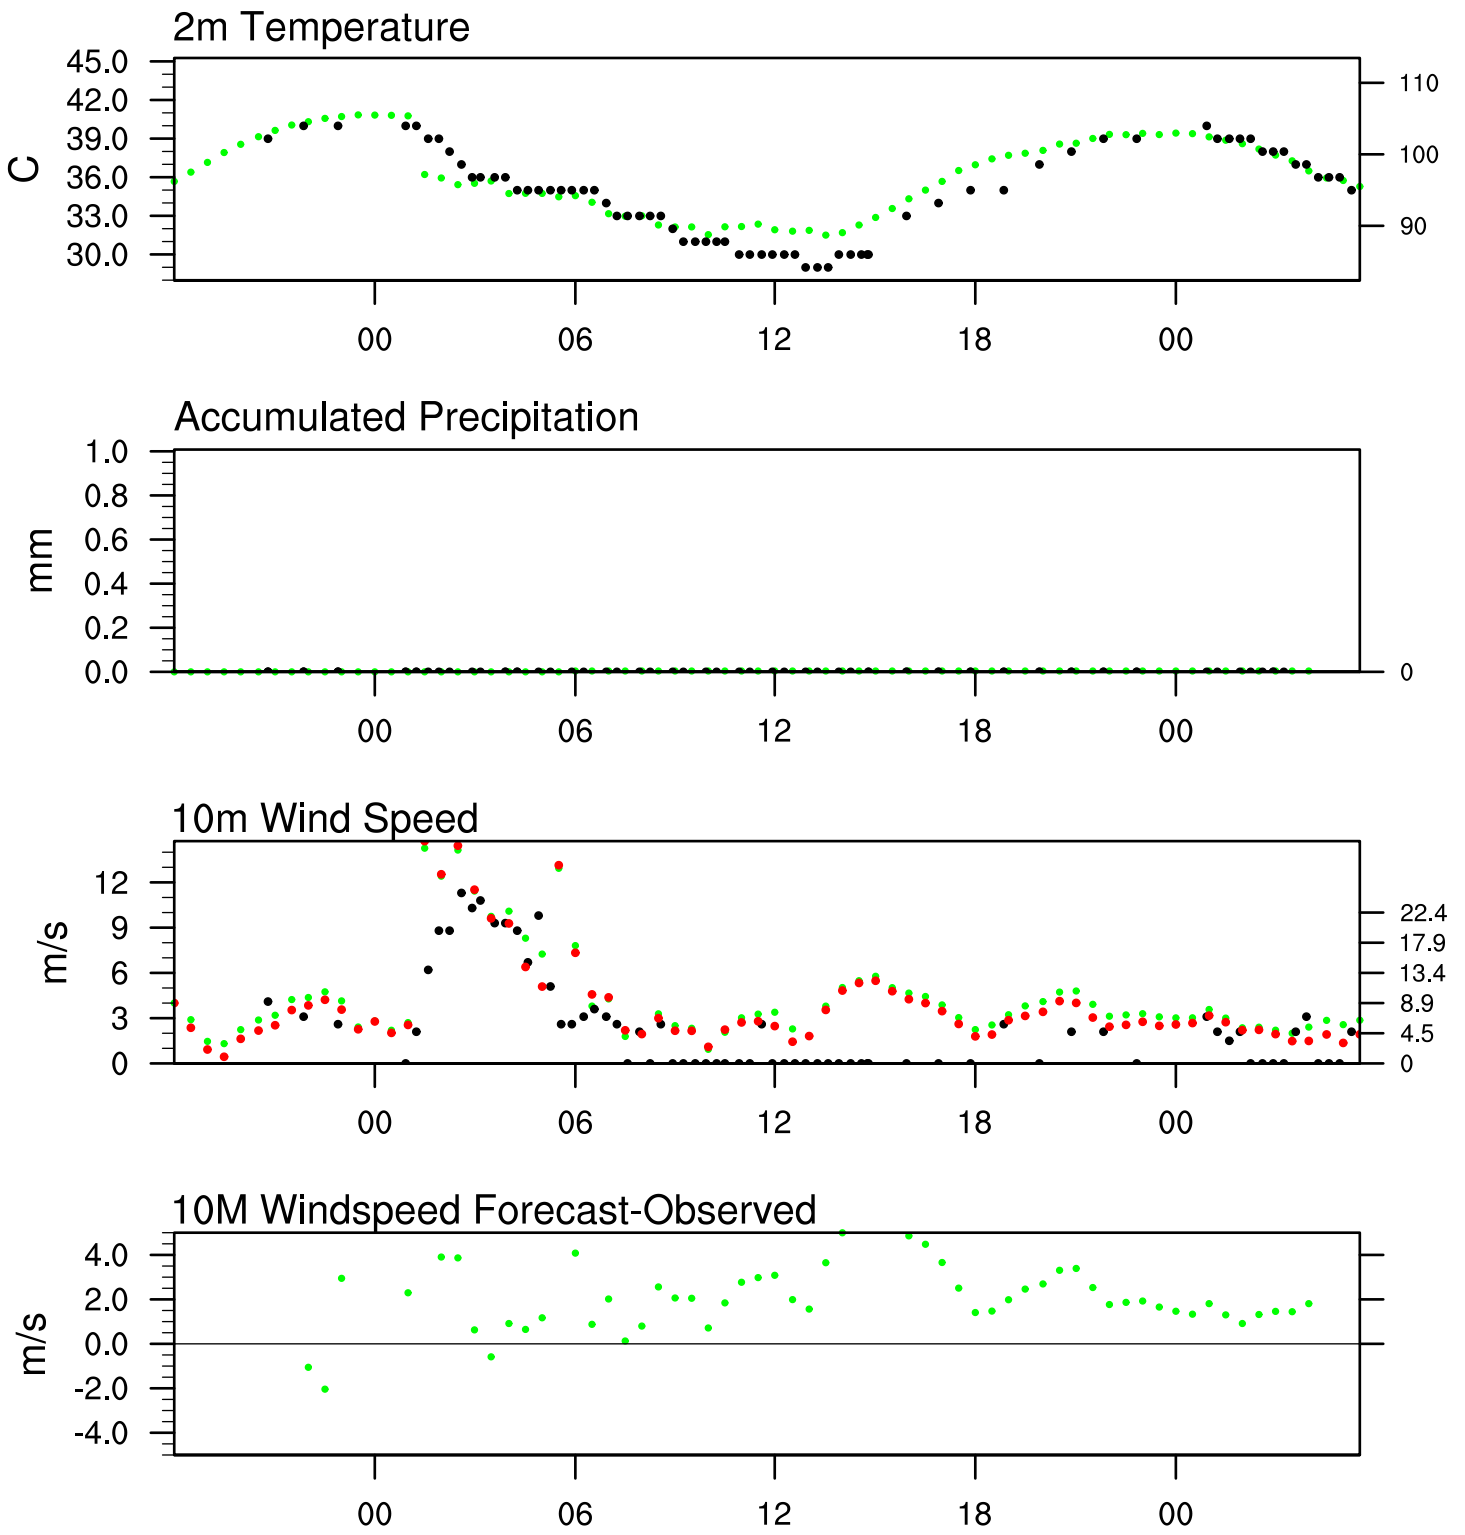 2m Temperature
45.0
42.0
39.0
36.0
33.0
30.0
C
110
100
90
00 06 12 18 00
Accumulated Precipitation
1.0
0.8
0.6
0.4
0.2
0.0
mm
0
00 06 12 18 00
10m Wind Speed
12
9
6
3
0
m/s
22.4
17.9
13.4
8.9
4.5
0
00 06 12 18 00
10M Windspeed Forecast-Observed
4.0
2.0
0.0
-2.0
-4.0
m/s
00 06 12 18 00